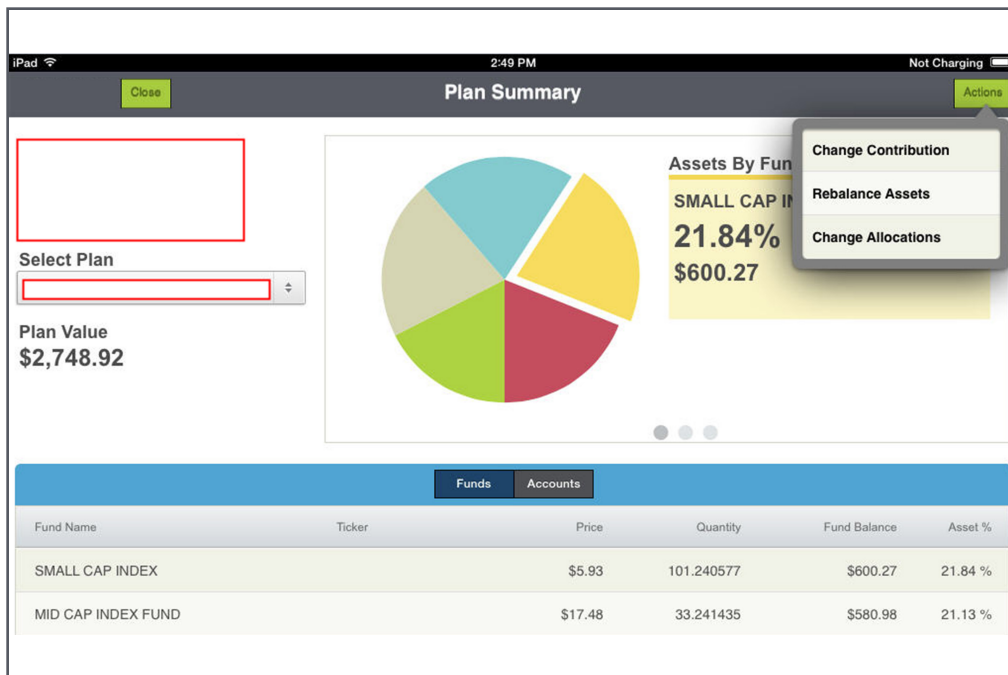 iPad 2:49 PM Not Charging
Close Plan Summary Actions
Change Contribution
Rebalance Assets
Change Allocations
Select Plan
Plan Value
$2,748.92
Assets By
SMALL CAP
21.84%
$600.27
Funds Accounts
Fund Name Ticker Price Quantity Fund Balance Asset %
SMALL CAP INDEX $5.93 101.240577 $600.27 21.84 %
MID CAP INDEX FUND $17.48 33.241435 $580.98 21.13 %